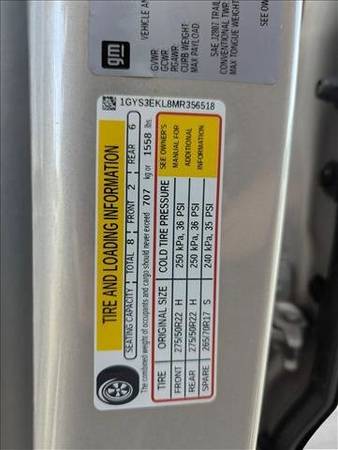 gm
VEHICLE AN
GVWR
GCWR
RGAWR
CURB WEIGHT
MAX PAYLOAD
SAE J2807 TRAIL
CONVENTIONAL TWR
MAX TONGUE WEIGHT
SEE OWNE
1GYS3EKL8MR356518
TIRE AND LOADING INFORMATION
SEATING CAPACITY TOTAL 8 FRONT 2 REAR 6
The combined weight of occupants and cargo should never exceed 707 kg or 1558 lbs.
TIRE ORIGINAL SIZE COLD TIRE PRESSURE
FRONT 275/50R22 H 250 kPa, 36 PSI
REAR 275/50R22 H 250 kPa, 36 PSI
SPARE 265/70R17 S 240 kPa, 35 PSI
SEE OWNER'S
MANUAL FOR
ADDITIONAL
INFORMATION